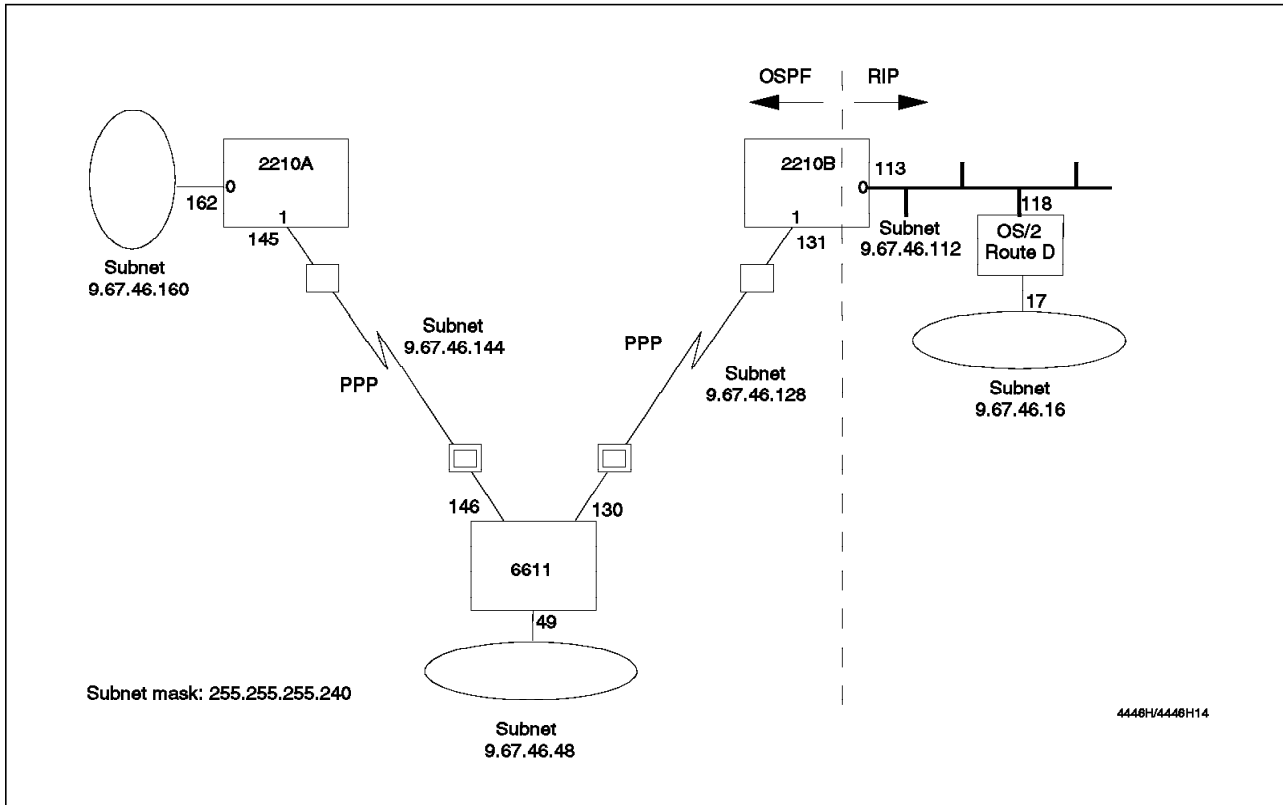 OSPF
RIP
2210A
0
162
1
145
Subnet
9.67.46.160
2210B
0
113
1
131
Subnet
9.67.46.112
118
OS/2
Route D
17
Subnet
9.67.46.16
Subnet
9.67.46.144
PPP
PPP
Subnet
9.67.46.128
146
130
6611
49
Subnet mask: 255.255.255.240
Subnet
9.67.46.48
4446H/4446H14